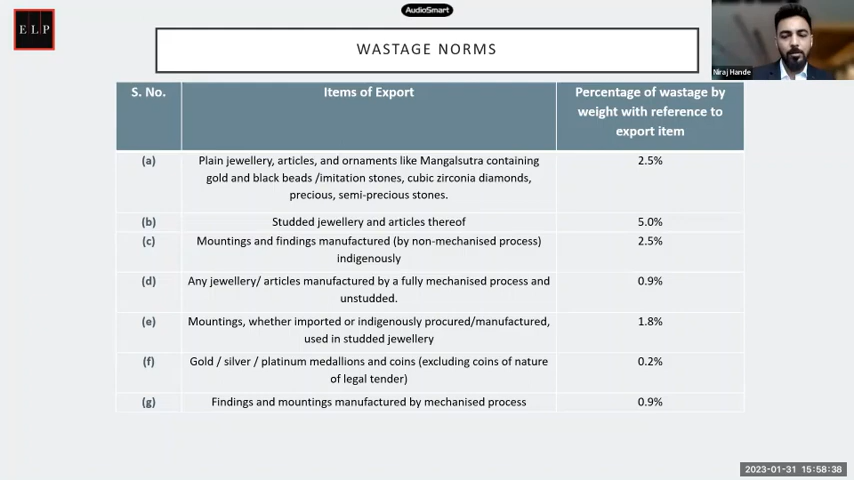 AudioSmart
ELP
WASTAGE NORMS
Niraj Hande
S. No.
Items of Export
Percentage of wastage by
weight with reference to
export item
(a)
Plain jewellery, articles, and ornaments like Mangalsutra containing
gold and black beads /imitation stones, cubic zirconia diamonds,
precious, semi-precious stones.
2.5%
(b)
Studded jewellery and articles thereof
5.0%
(c)
Mountings and findings manufactured (by non-mechanised process)
indigenously
2.5%
(d)
Any jewellery/ articles manufactured by a fully mechanised process and
unstudded.
0.9%
(e)
Mountings, whether imported or indigenously procured/manufactured,
used in studded jewellery
1.8%
(f)
Gold / silver / platinum medallions and coins (excluding coins of nature
of legal tender)
0.2%
(g)
Findings and mountings manufactured by mechanised process
0.9%
2023-01-31 15:58:38